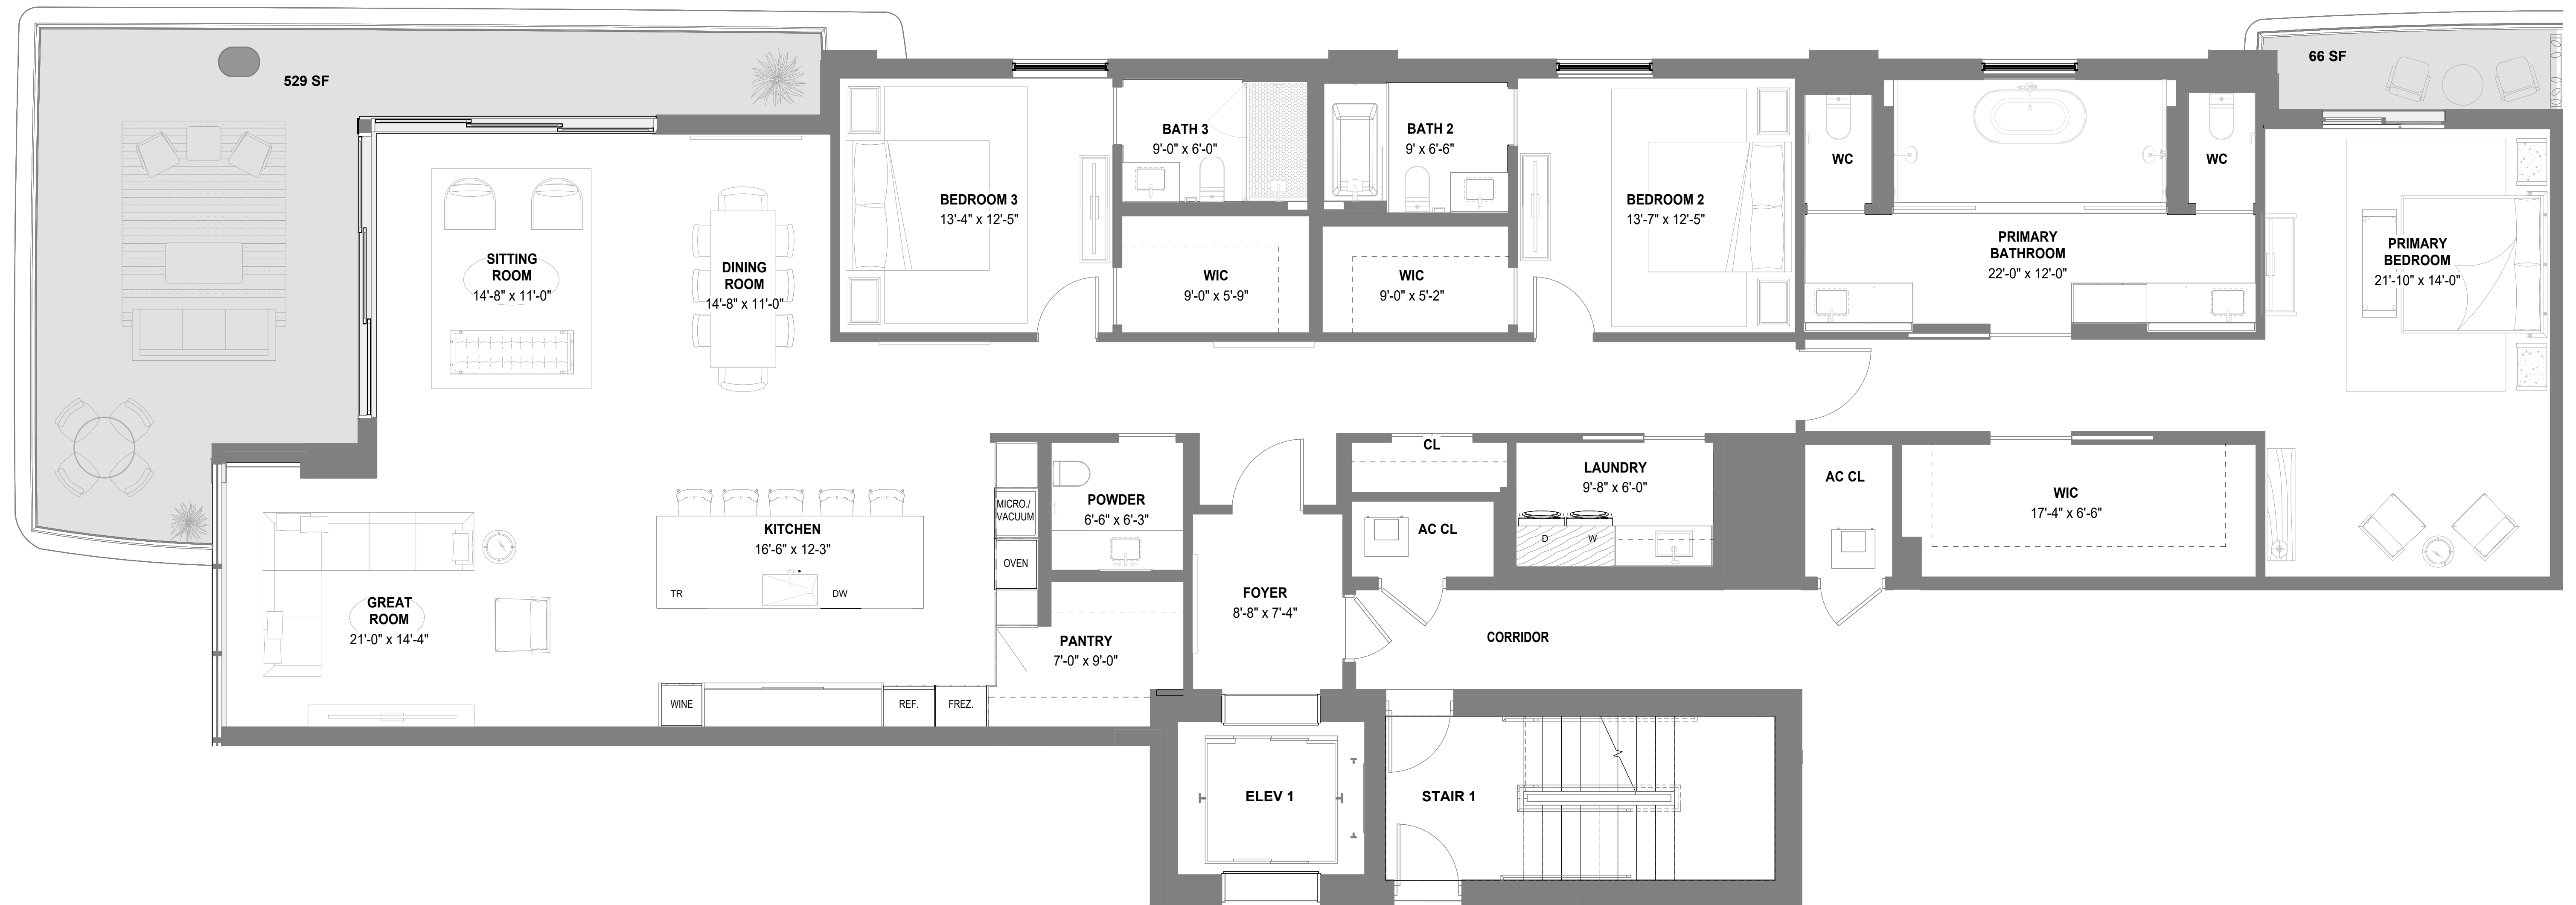 529 SF
66 SF
BATH 3
9'-0" x 6'-0"
BATH 2
9' x 6'-6"
WC
WC
BEDROOM 3
13'-4" x 12'-5"
BEDROOM 2
13'-7" x 12'-5"
SITTING
ROOM
14'-8" x 11'-0"
DINING
ROOM
14'-8" x 11'-0"
WIC
9'-0" x 5'-9"
WIC
9'-0" x 5'-2"
PRIMARY
BATHROOM
22'-0" x 12'-0"
PRIMARY
BEDROOM
21'-10" x 14'-0"
CL
LAUNDRY
9'-8" x 6'-0"
D
W
AC CL
WIC
17'-4" x 6'-6"
MICRO./
VACUUM
OVEN
POWDER
6'-6" x 6'-3"
AC CL
KITCHEN
16'-6" x 12'-3"
TR
DW
GREAT
ROOM
21'-0" x 14'-4"
FOYER
8'-8" x 7'-4"
PANTRY
7'-0" x 9'-0"
CORRIDOR
WINE
REF.
FREZ.
ELEV 1
STAIR 1